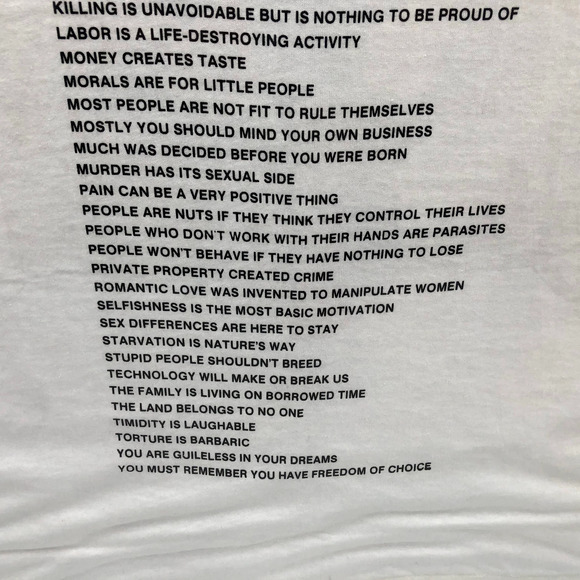 KILLING IS UNAVOIDABLE BUT IS NOTHING TO BE PROUD OF
LABOR IS A LIFE-DESTROYING ACTIVITY
MONEY CREATES TASTE
MORALS ARE FOR LITTLE PEOPLE
MOST PEOPLE ARE NOT FIT TO RULE THEMSELVES
MOSTLY YOU SHOULD MIND YOUR OWN BUSINESS
MUCH WAS DECIDED BEFORE YOU WERE BORN
MURDER HAS ITS SEXUAL SIDE
PAIN CAN BE A VERY POSITIVE THING
PEOPLE ARE NUTS IF THEY THINK THEY CONTROL THEIR LIVES
PEOPLE WHO DON'T WORK WITH THEIR HANDS ARE PARASITES
PEOPLE WON'T BEHAVE IF THEY HAVE NOTHING TO LOSE
PRIVATE PROPERTY CREATED CRIME
ROMANTIC LOVE WAS INVENTED TO MANIPULATE WOMEN
SELFISHNESS IS THE MOST BASIC MOTIVATION
SEX DIFFERENCES ARE HERE TO STAY
STARVATION IS NATURE'S WAY
STUPID PEOPLE SHOULDN'T BREED
TECHNOLOGY WILL MAKE OR BREAK US
THE FAMILY IS LIVING ON BORROWED TIME
THE LAND BELONGS TO NO ONE
TIMIDITY IS LAUGHABLE
TORTURE IS BARBARIC
YOU ARE GUILELESS IN YOUR DREAMS
YOU MUST REMEMBER YOU HAVE FREEDOM OF CHOICE